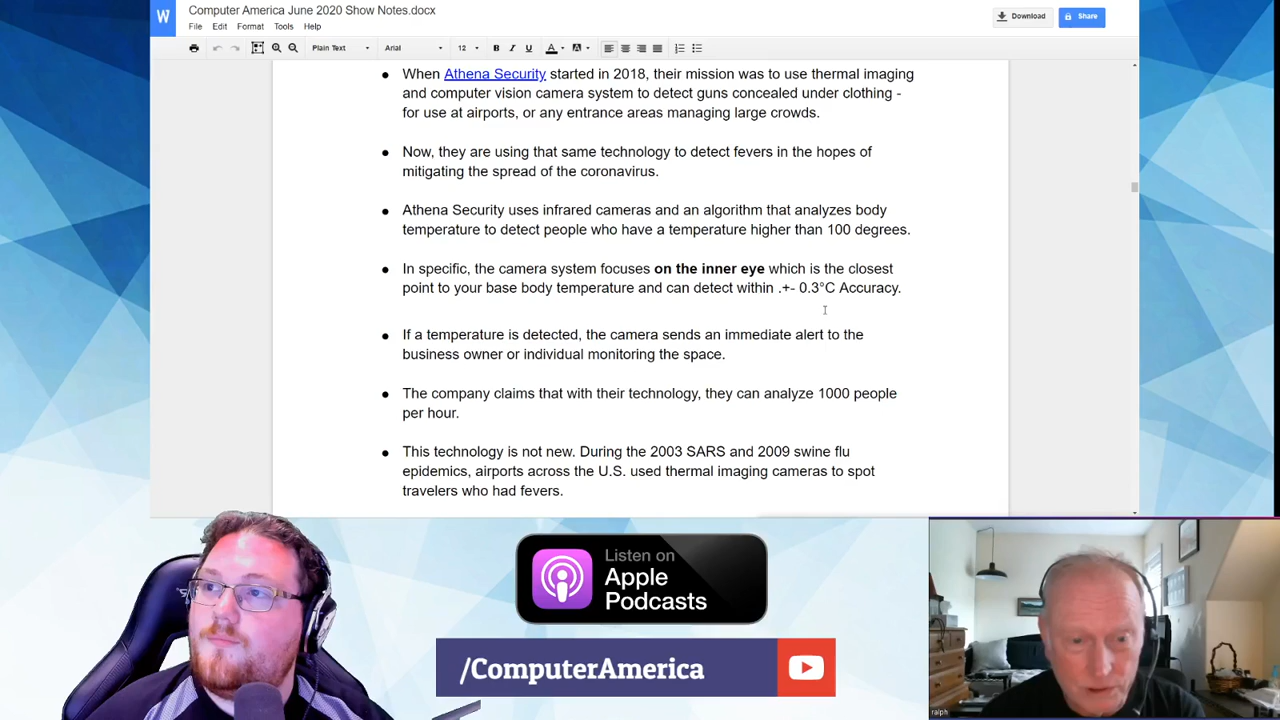 W
Computer America June 2020 Show Notes.docx
File Edit Format Tools Help
Download
Share
Plain Text
Arial
12
B I U A A
● When Athena Security started in 2018, their mission was to use thermal imaging
and computer vision camera system to detect guns concealed under clothing -
for use at airports, or any entrance areas managing large crowds.
● Now, they are using that same technology to detect fevers in the hopes of
mitigating the spread of the coronavirus.
● Athena Security uses infrared cameras and an algorithm that analyzes body
temperature to detect people who have a temperature higher than 100 degrees.
● In specific, the camera system focuses on the inner eye which is the closest
point to your base body temperature and can detect within .+- 0.3°C Accuracy.
● If a temperature is detected, the camera sends an immediate alert to the
business owner or individual monitoring the space.
● The company claims that with their technology, they can analyze 1000 people
per hour.
● This technology is not new. During the 2003 SARS and 2009 swine flu
epidemics, airports across the U.S. used thermal imaging cameras to spot
travelers who had fevers.
Listen on
Apple
Podcasts
/ComputerAmerica
ralph